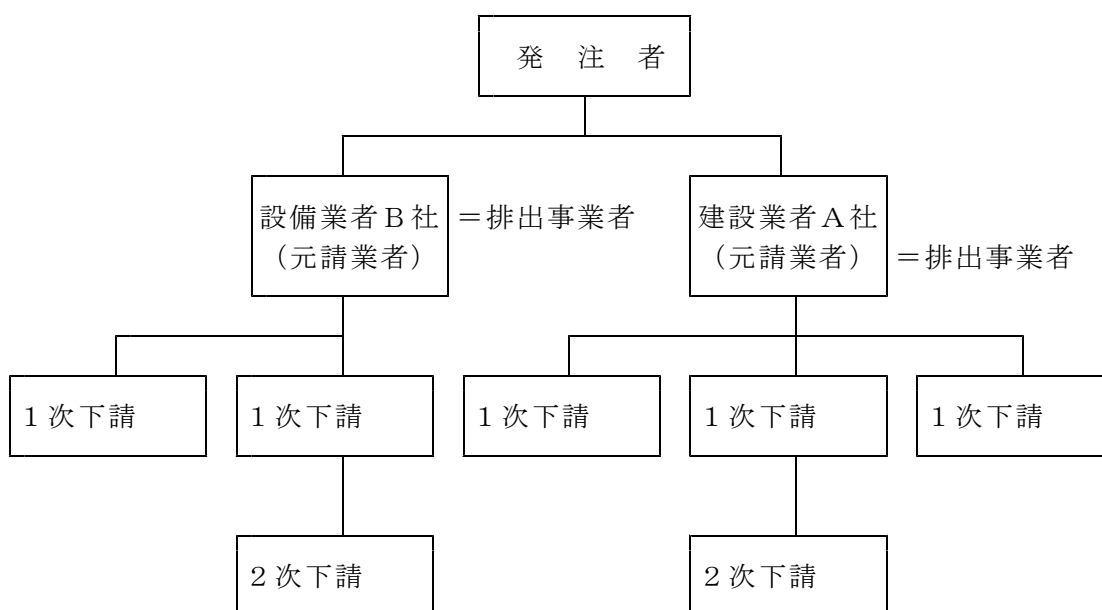 発　注　者
設備業者B社
（元請業者）
＝排出事業者
建設業者A社
（元請業者）
＝排出事業者
１次下請
１次下請
１次下請
１次下請
１次下請
２次下請
２次下請